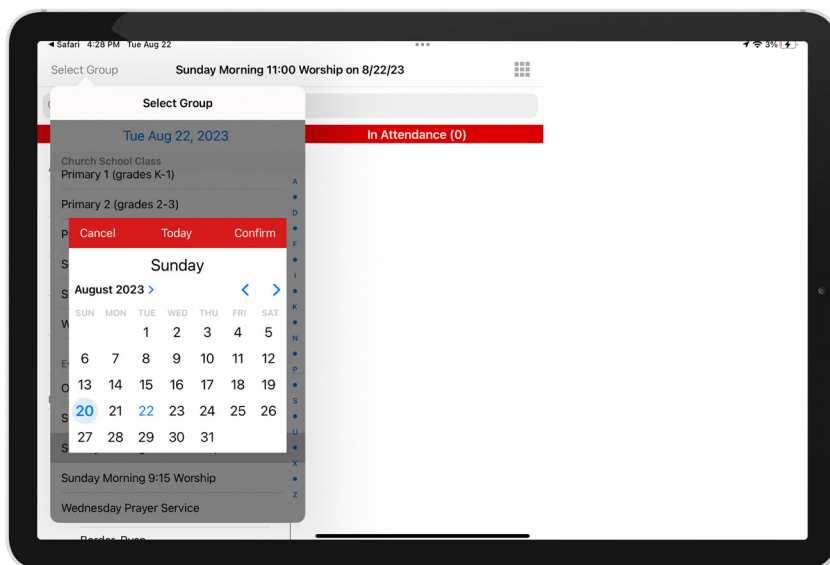 Safari 4:28 PM Tue Aug 22
3%
Select Group Sunday Morning 11:00 Worship on 8/22/23
Select Group
Tue Aug 22, 2023
In Attendance (0)
Church School Class
Primary 1 (grades K-1)
Primary 2 (grades 2-3)
P
Cancel Today Confirm
S
Sunday
S
August 2023
W
SUN MON TUE WED THU FRI SAT
1 2 3 4 5
6 7 8 9 10 11 12
13 14 15 16 17 18 19
20 21 22 23 24 25 26
27 28 29 30 31
Sunday Morning 9:15 Worship
Wednesday Prayer Service
A
D
F
I
K
N
P
S
U
X
Z